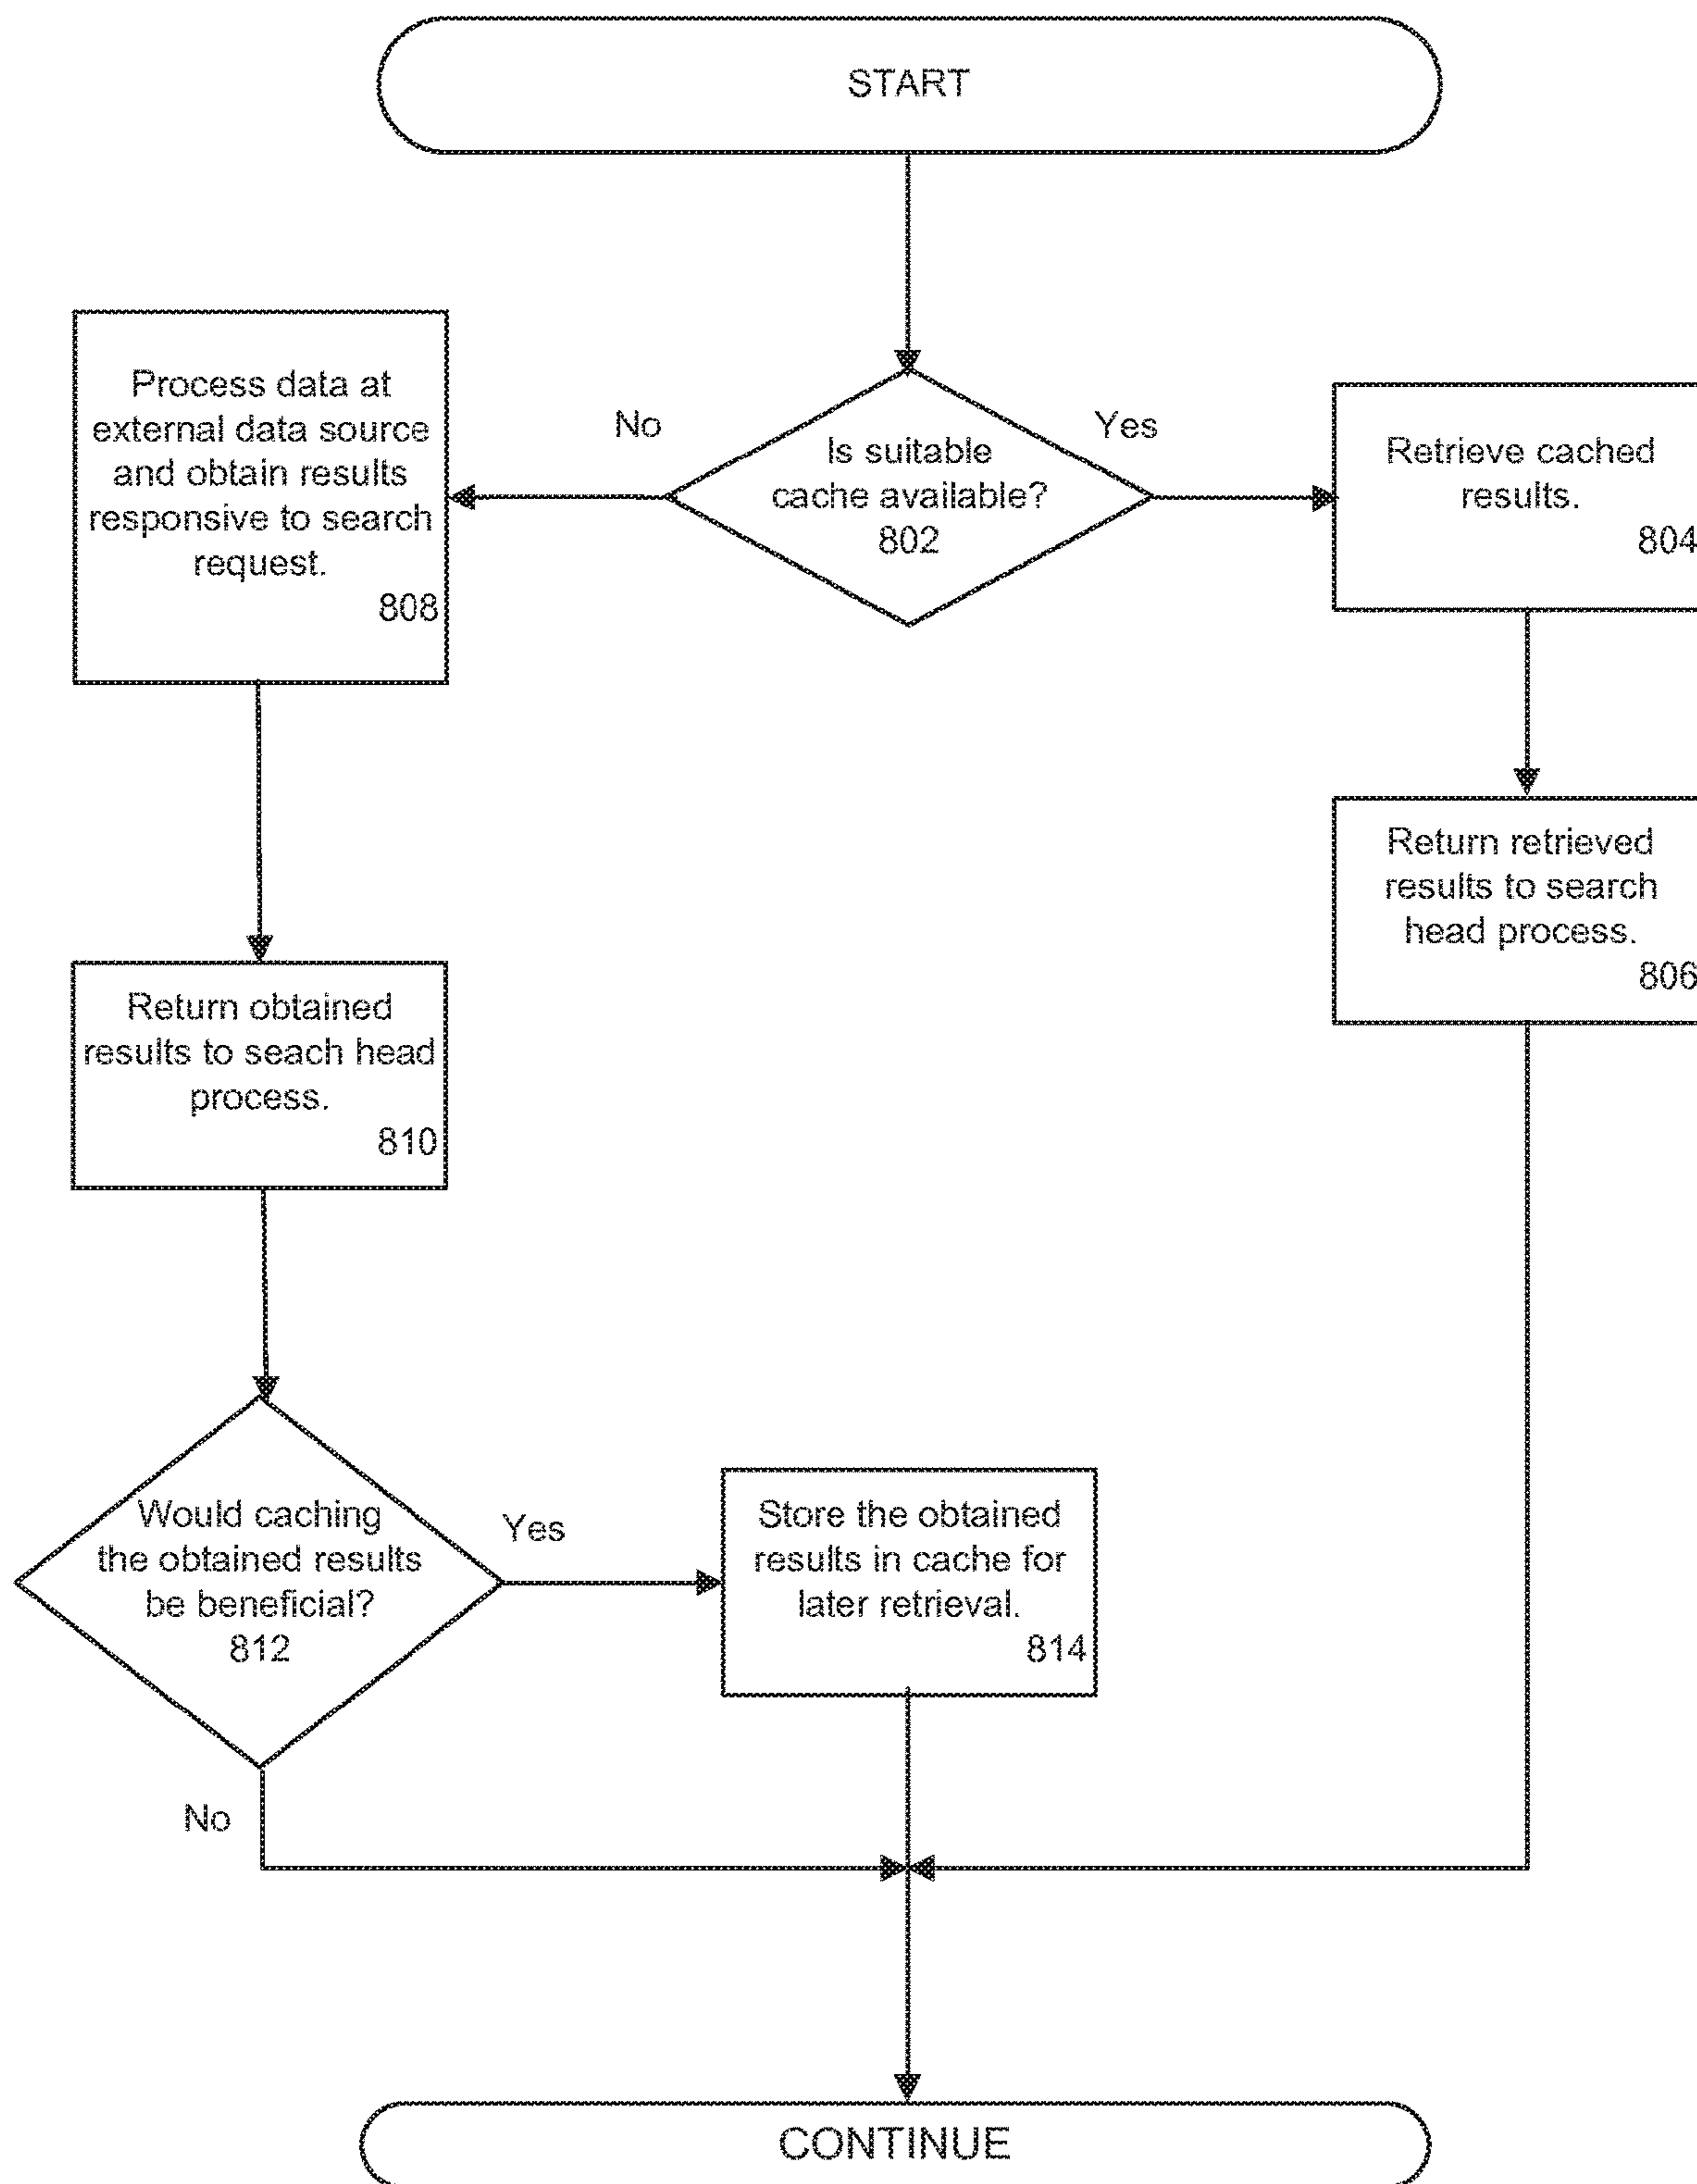 START
No
Yes
Is suitable
cache available?
802
Process data at
external data source
and obtain results
responsive to search
request.
808
Retrieve cached
results.
804
Return retrieved
results to search
head process.
806
Return obtained
results to seach head
process.
810
Would caching
the obtained results
be beneficial?
812
Yes
No
Store the obtained
results in cache for
later retrieval.
814
CONTINUE